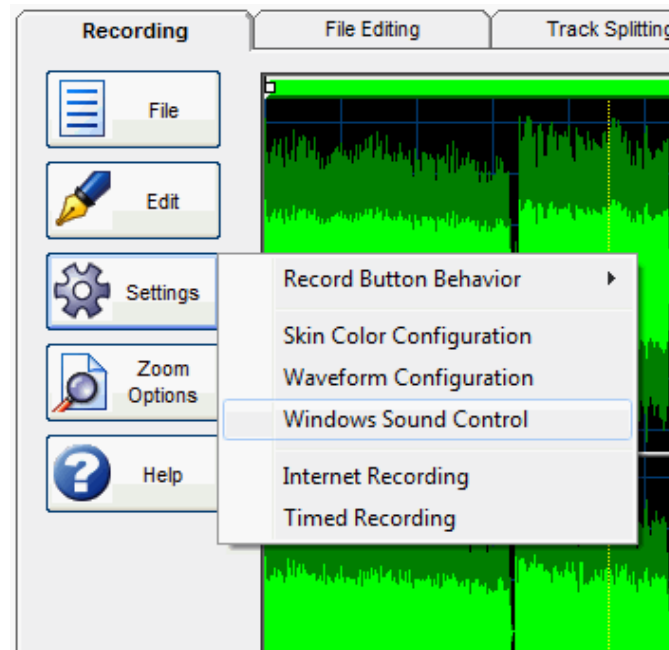 Recording
File Editing
Track Splitting
File
Edit
Settings
Zoom
Options
Help
Record Button Behavior
Skin Color Configuration
Waveform Configuration
Windows Sound Control
Internet Recording
Timed Recording